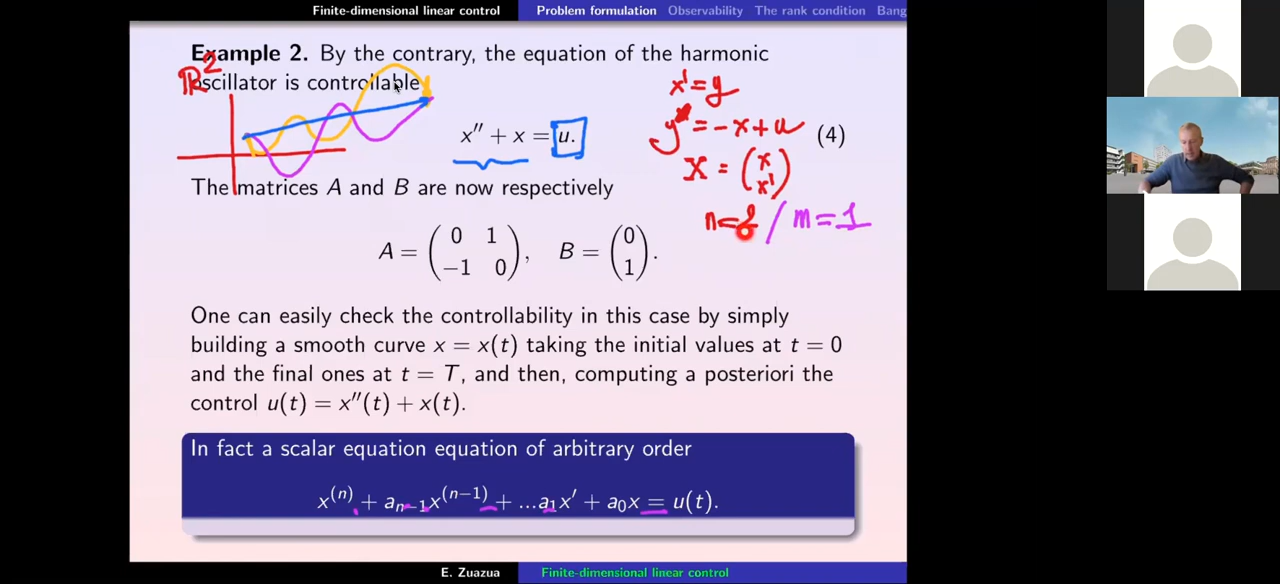 Finite-dimensional linear control Problem formulation Observability The rank condition Bang
Example 2. By the contrary, the equation of the harmonic
oscillator is controllable
ℝ²
x' = y
x′′ + x = u.
y' = -x + u
(4)
X = (x x')
The matrices A and B are now respectively
n=2 / m=1
A = ( 0 1 −1 0 ), B = ( 0 1 ).
One can easily check the controllability in this case by simply
building a smooth curve x = x(t) taking the initial values at t = 0
and the final ones at t = T, and then, computing a posteriori the
control u(t) = x′′(t) + x(t).
In fact a scalar equation equation of arbitrary order
x⁽ⁿ⁾ + aₙ₋₁x⁽ⁿ⁻¹⁾ + ...a₁x′ + a₀x = u(t).
E. Zuazua Finite-dimensional linear control